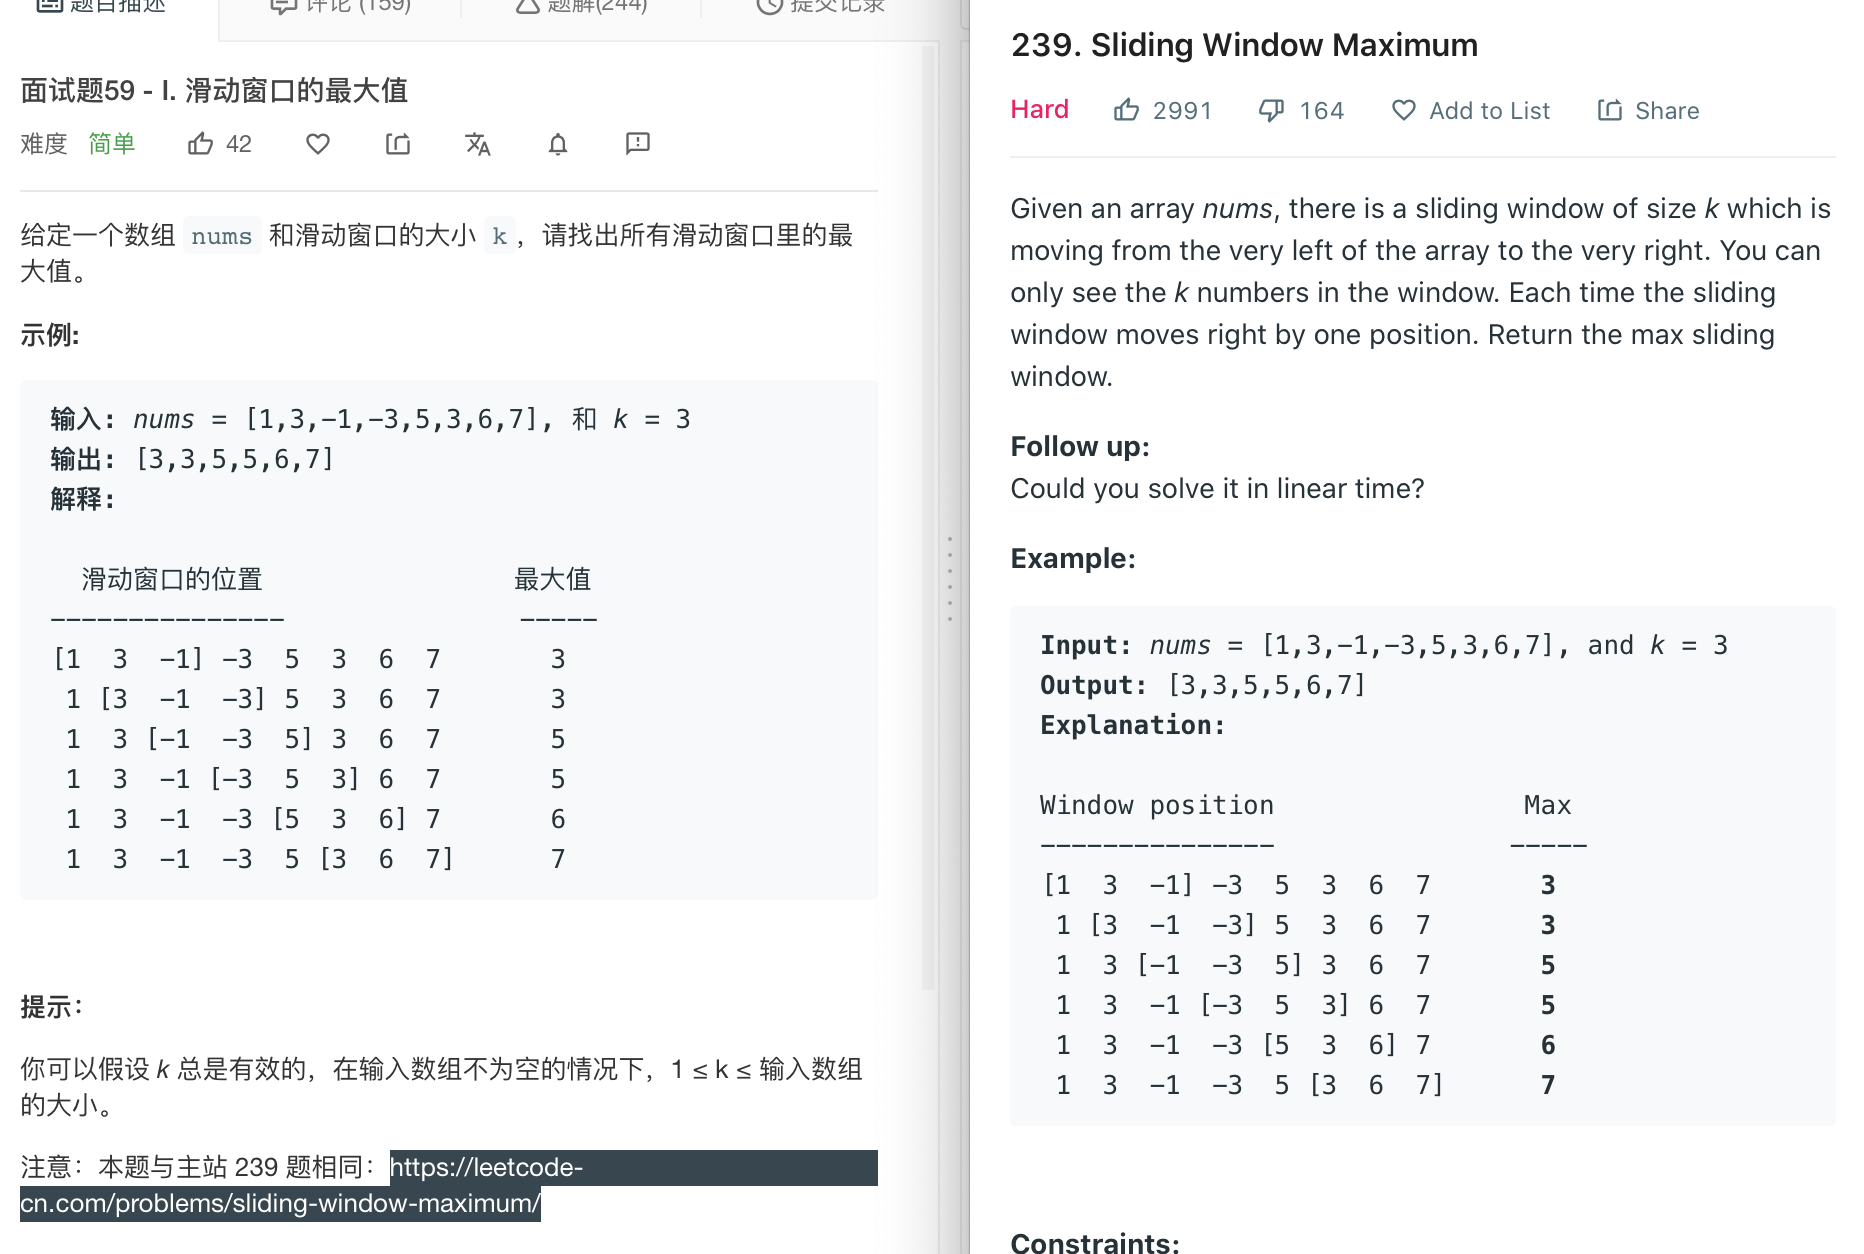 题目描述
评论 (159)
题解(244)
提交记录
面试题59 - I. 滑动窗口的最大值
难度 简单 42
给定一个数组 nums 和滑动窗口的大小 k，请找出所有滑动窗口里的最
大值。
示例:
输入: nums = [1,3,-1,-3,5,3,6,7], 和 k = 3
输出: [3,3,5,5,6,7]
解释:
滑动窗口的位置 最大值
--------------- -----
[1 3 -1] -3 5 3 6 7 3
1 [3 -1 -3] 5 3 6 7 3
1 3 [-1 -3 5] 3 6 7 5
1 3 -1 [-3 5 3] 6 7 5
1 3 -1 -3 [5 3 6] 7 6
1 3 -1 -3 5 [3 6 7] 7
提示：
你可以假设 k 总是有效的，在输入数组不为空的情况下，1 ≤ k ≤ 输入数组
的大小。
注意：本题与主站 239 题相同：https://leetcode-
cn.com/problems/sliding-window-maximum/
239. Sliding Window Maximum
Hard 2991 164 Add to List Share
Given an array nums, there is a sliding window of size k which is
moving from the very left of the array to the very right. You can
only see the k numbers in the window. Each time the sliding
window moves right by one position. Return the max sliding
window.
Follow up:
Could you solve it in linear time?
Example:
Input: nums = [1,3,-1,-3,5,3,6,7], and k = 3
Output: [3,3,5,5,6,7]
Explanation:
Window position Max
--------------- -----
[1 3 -1] -3 5 3 6 7 3
1 [3 -1 -3] 5 3 6 7 3
1 3 [-1 -3 5] 3 6 7 5
1 3 -1 [-3 5 3] 6 7 5
1 3 -1 -3 [5 3 6] 7 6
1 3 -1 -3 5 [3 6 7] 7
Constraints: